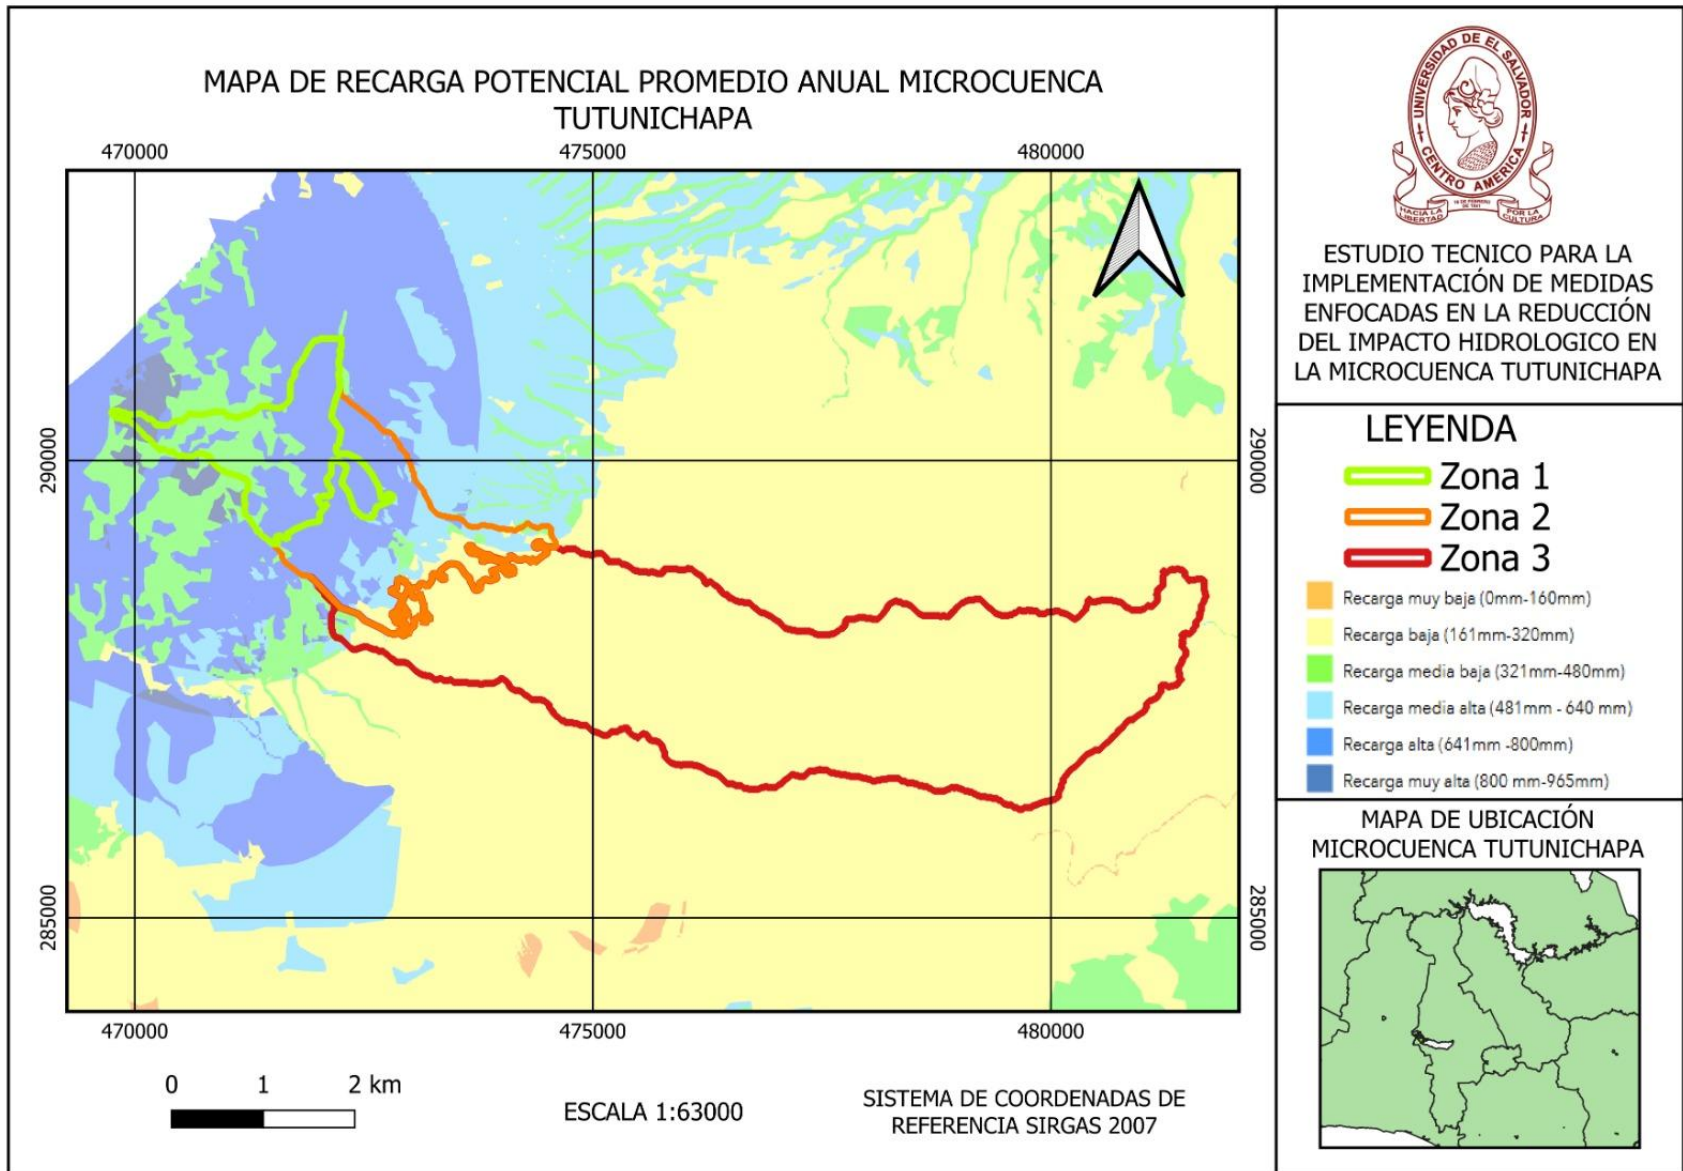 MAPA DE RECARGA POTENCIAL PROMEDIO ANUAL MICROCUENCA
TUTUNICHAPA
470000
475000
480000
290000
290000
285000
285000
470000
475000
480000
0
1
2 km
ESCALA 1:63000
SISTEMA DE COORDENADAS DE
REFERENCIA SIRGAS 2007
UNIVERSIDAD DE EL SALVADOR
CENTRO AMERICA
HACIA LA
LIBERTAD
16 DE FEBRERO
DE 1841
POR LA
CULTURA
ESTUDIO TECNICO PARA LA
IMPLEMENTACIÓN DE MEDIDAS
ENFOCADAS EN LA REDUCCIÓN
DEL IMPACTO HIDROLOGICO EN
LA MICROCUENCA TUTUNICHAPA
LEYENDA
Zona 1
Zona 2
Zona 3
Recarga muy baja (0mm-160mm)
Recarga baja (161mm-320mm)
Recarga media baja (321mm-480mm)
Recarga media alta (481mm - 640 mm)
Recarga alta (641mm -800mm)
Recarga muy alta (800 mm-965mm)
MAPA DE UBICACIÓN
MICROCUENCA TUTUNICHAPA